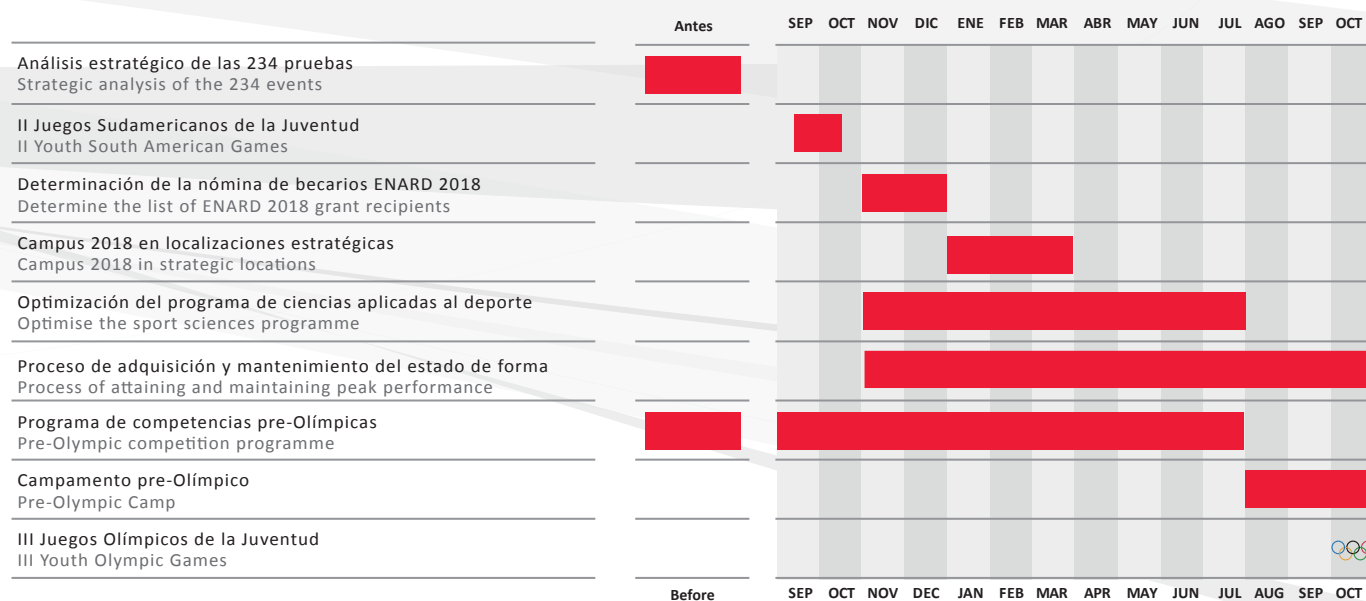 Antes SEP OCT NOV DIC ENE FEB MAR ABR MAY JUN JUL AGO SEP OCT
Análisis estratégico de las 234 pruebas
Strategic analysis of the 234 events
II Juegos Sudamericanos de la Juventud
II Youth South American Games
Determinación de la nómina de becarios ENARD 2018
Determine the list of ENARD 2018 grant recipients
Campus 2018 en localizaciones estratégicas
Campus 2018 in strategic locations
Optimización del programa de ciencias aplicadas al deporte
Optimise the sport sciences programme
Proceso de adquisición y mantenimiento del estado de forma
Process of attaining and maintaining peak performance
Programa de competencias pre-Olímpicas
Pre-Olympic competition programme
Campamento pre-Olímpico
Pre-Olympic Camp
III Juegos Olímpicos de la Juventud
III Youth Olympic Games
Before SEP OCT NOV DEC JAN FEB MAR APR MAY JUN JUL AUG SEP OCT